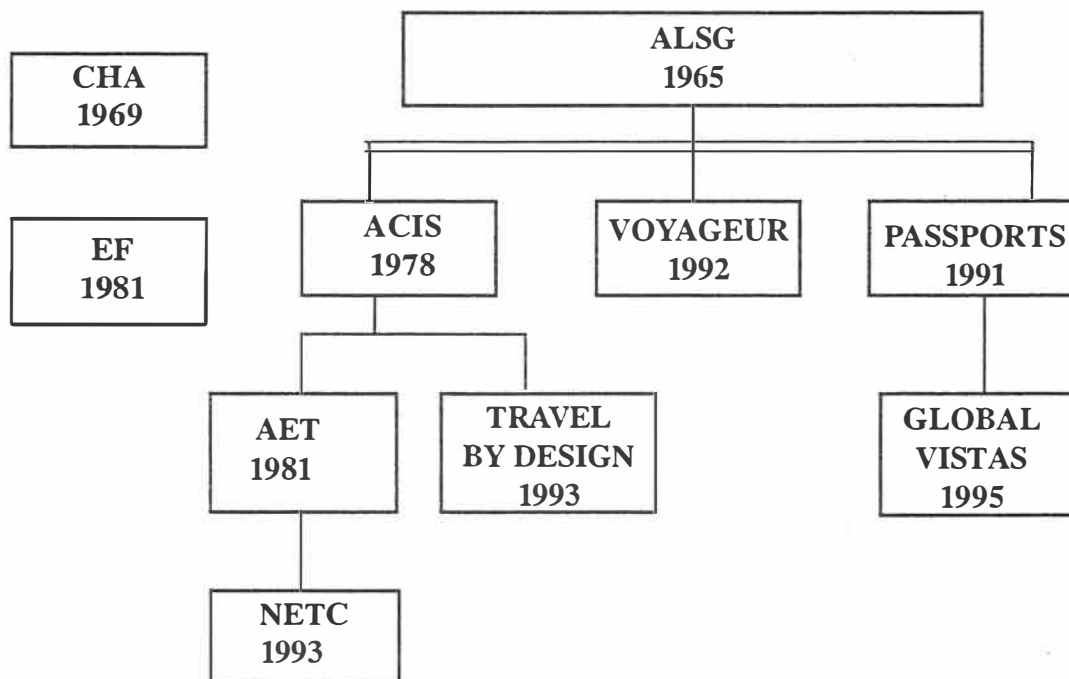 ALSG
1965
CHA
1969
ACIS
1978
VOYAGEUR
1992
PASSPORTS
1991
EF
1981
AET
1981
TRAVEL
BY DESIGN
1993
GLOBAL
VISTAS
1995
NETC
1993